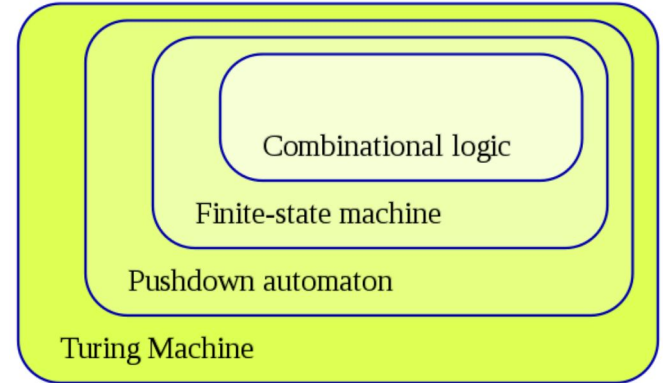 Combinational logic
Finite-state machine
Pushdown automaton
Turing Machine